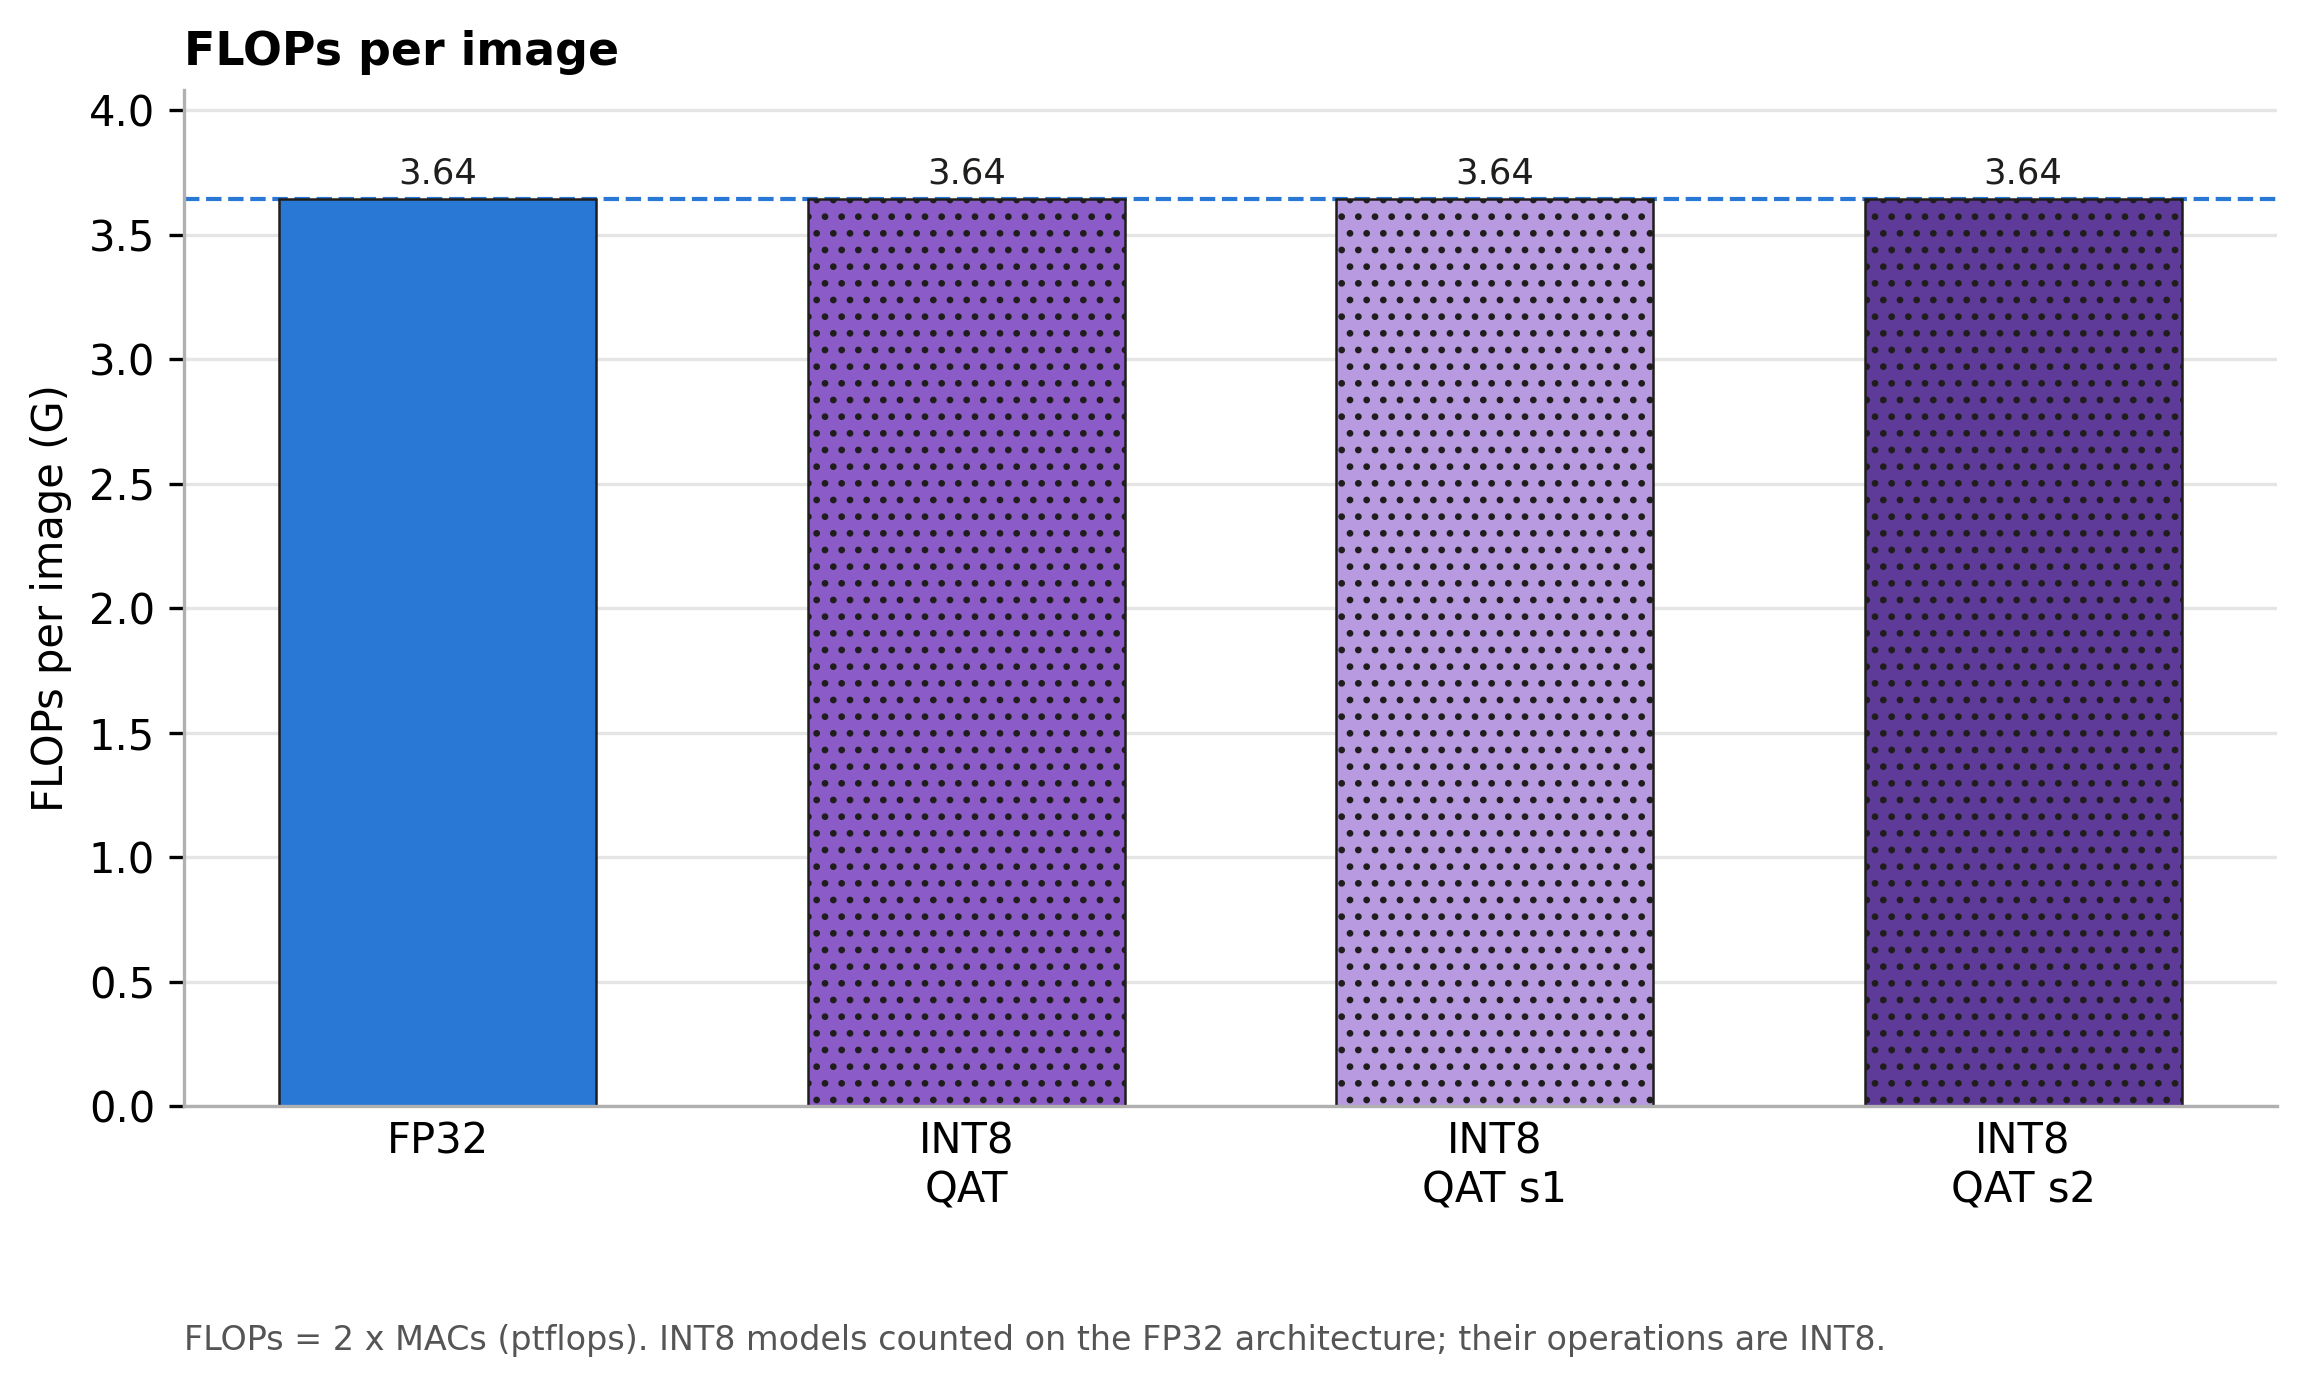 FLOPs per image
FLOPs per image (G)
4.0
3.5
3.0
2.5
2.0
1.5
1.0
0.5
0.0
3.64
3.64
3.64
3.64
FP32
INT8
QAT
INT8
QAT s1
INT8
QAT s2
FLOPs = 2 x MACs (ptflops). INT8 models counted on the FP32 architecture; their operations are INT8.